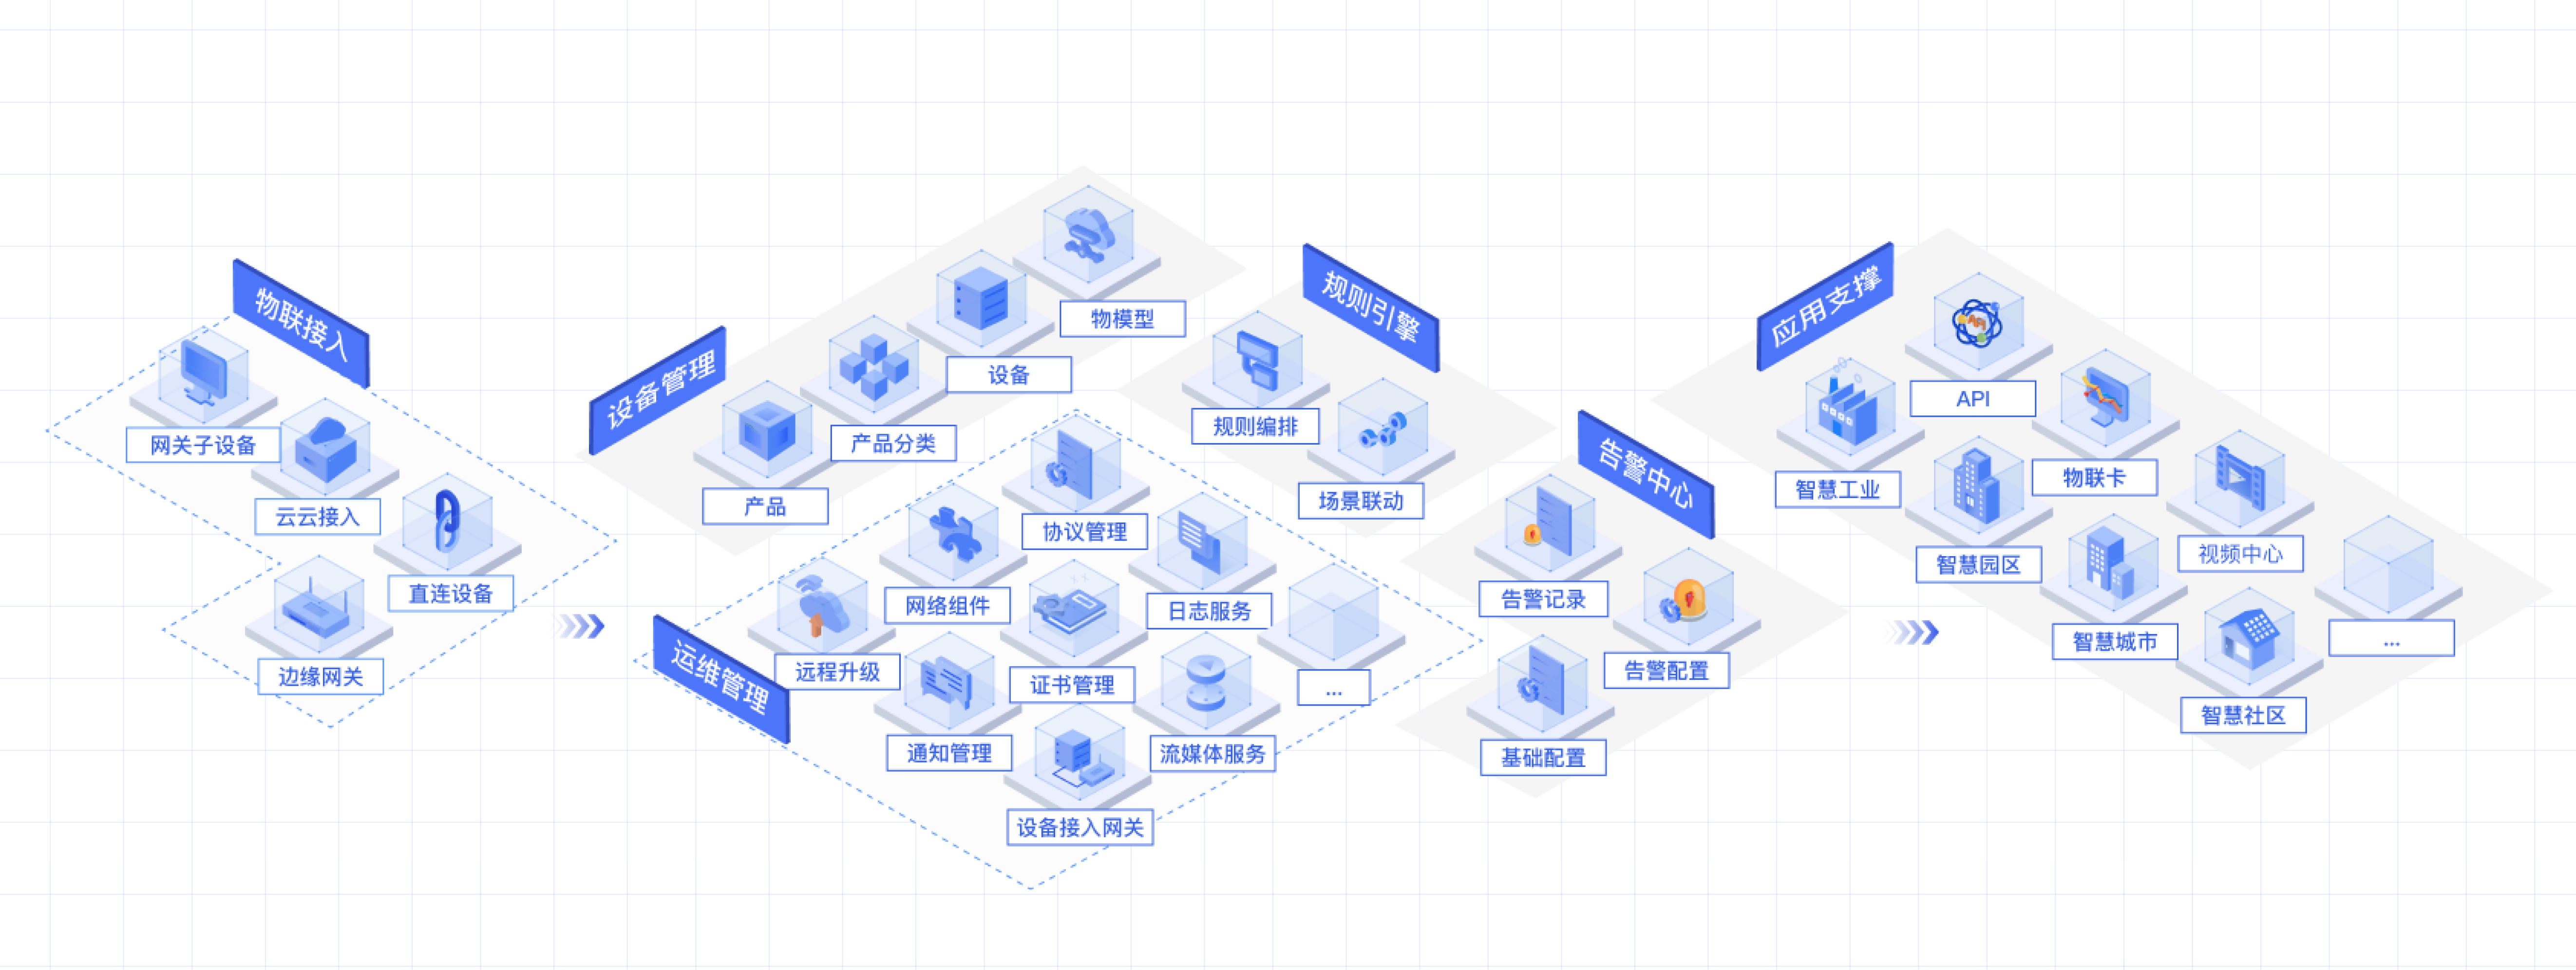 物联接入
网关子设备
云云接入
直连设备
边缘网关
设备管理
物模型
设备
产品分类
产品
规则引擎
规则编排
场景联动
运维管理
协议管理
网络组件
日志服务
远程升级
证书管理
...
通知管理
流媒体服务
设备接入网关
告警中心
告警记录
告警配置
基础配置
应用支撑
API
API
物联卡
智慧工业
视频中心
智慧园区
智慧城市
...
智慧社区